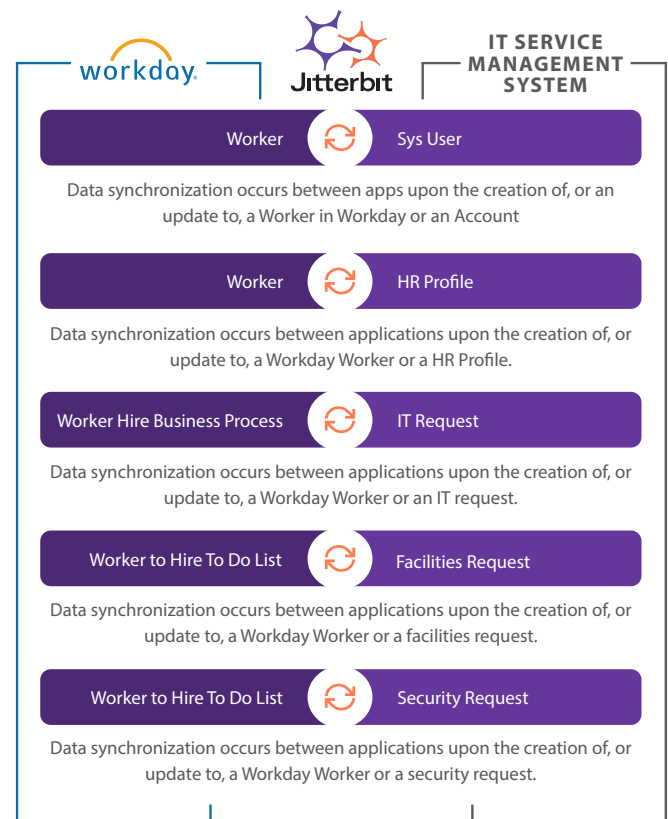 workday.
Jitterbit
IT SERVICE
MANAGEMENT
SYSTEM
Worker Sys User
Data synchronization occurs between apps upon the creation of, or an
update to, a Worker in Workday or an Account
Worker HR Profile
Data synchronization occurs between applications upon the creation of, or
update to, a Workday Worker or a HR Profile.
Worker Hire Business Process IT Request
Data synchronization occurs between applications upon the creation of, or
update to, a Workday Worker or an IT request.
Worker to Hire To Do List Facilities Request
Data synchronization occurs between applications upon the creation of, or
update to, a Workday Worker or a facilities request.
Worker to Hire To Do List Security Request
Data synchronization occurs between applications upon the creation of, or
update to, a Workday Worker or a security request.